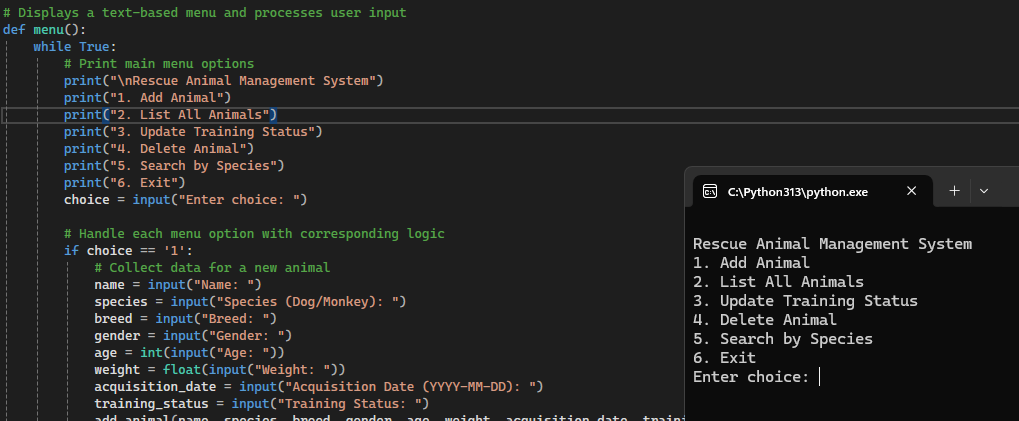 # Displays a text-based menu and processes user input
def menu():
    while True:
        # Print main menu options
        print("\nRescue Animal Management System")
        print("1. Add Animal")
        print("2. List All Animals")
        print("3. Update Training Status")
        print("4. Delete Animal")
        print("5. Search by Species")
        print("6. Exit")
        choice = input("Enter choice: ")
        # Handle each menu option with corresponding logic
        if choice == '1':
            # Collect data for a new animal
            name = input("Name: ")
            species = input("Species (Dog/Monkey): ")
            breed = input("Breed: ")
            gender = input("Gender: ")
            age = int(input("Age: "))
            weight = float(input("Weight: "))
            acquisition_date = input("Acquisition Date (YYYY-MM-DD): ")
            training_status = input("Training Status: ")
            add_animal(name, species, breed, gender, age, weight, acquisition_date,
C:\Python313\python.exe
Rescue Animal Management System
1. Add Animal
2. List All Animals
3. Update Training Status
4. Delete Animal
5. Search by Species
6. Exit
Enter choice: